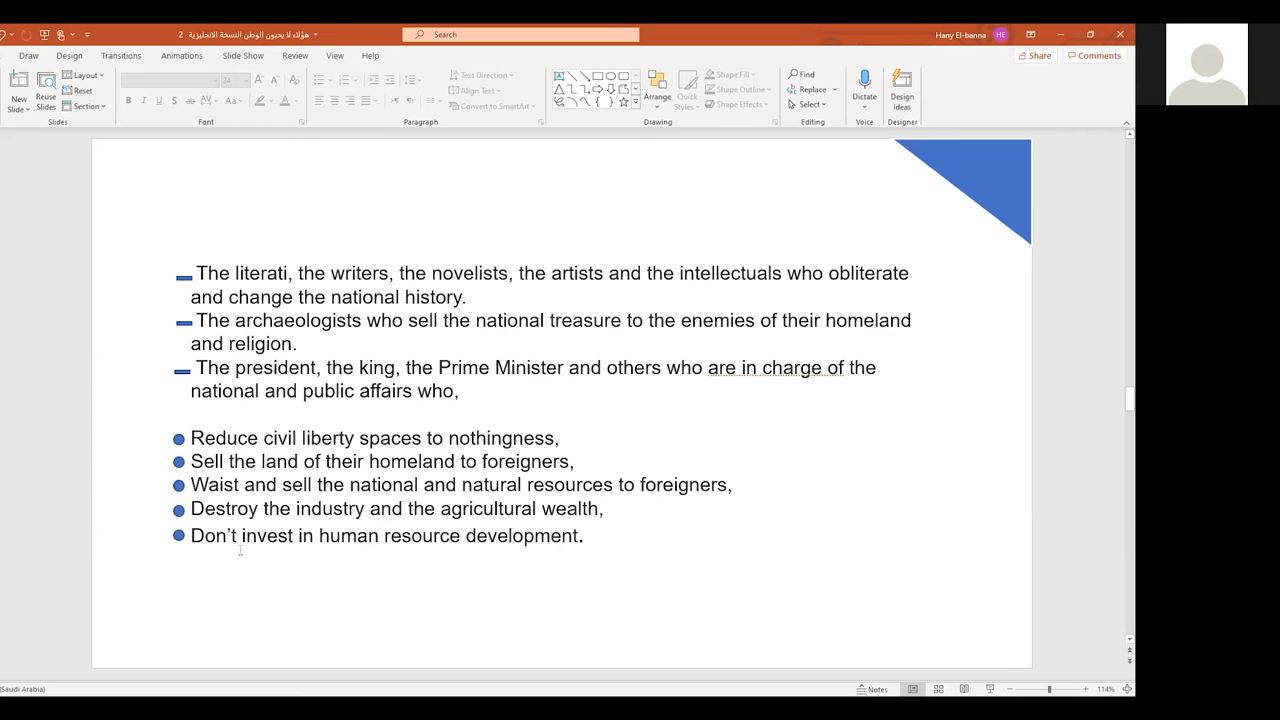 هؤلاء لا يحبون الوطن النسخة الانجليزية 2
Search
Hany El-banna
HE
Draw
Design
Transitions
Animations
Slide Show
Review
View
Help
Share
Comments
New Slides
Reuse Slides
Layout
Reset
Section
Slides
24
Font
Text Direction
Align Text
Convert to SmartArt
Paragraph
Arrange
Quick Styles
Shape Fill
Shape Outline
Shape Effects
Drawing
Find
Replace
Select
Editing
Dictate
Voice
Design Ideas
Designer
The literati, the writers, the novelists, the artists and the intellectuals who obliterate
and change the national history.
The archaeologists who sell the national treasure to the enemies of their homeland
and religion.
The president, the king, the Prime Minister and others who are in charge of the
national and public affairs who,
Reduce civil liberty spaces to nothingness,
Sell the land of their homeland to foreigners,
Waist and sell the national and natural resources to foreigners,
Destroy the industry and the agricultural wealth,
Don't invest in human resource development.
(Saudi Arabia)
Notes
114%